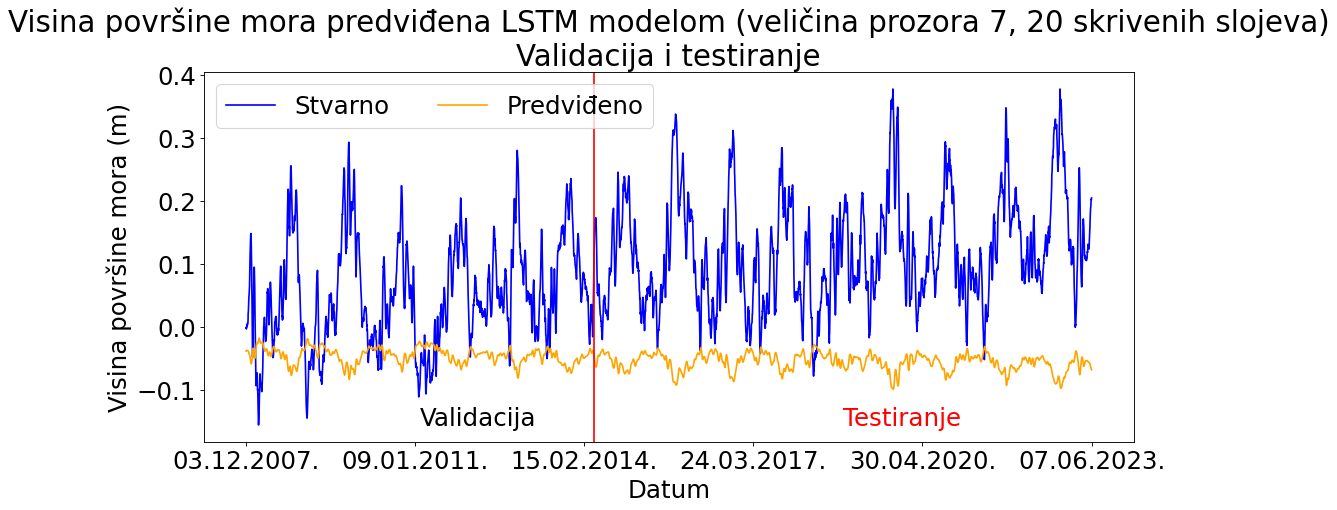 Visina površine mora predviđena LSTM modelom (veličina prozora 7, 20 skrivenih slojeva)
Validacija i testiranje
Stvarno Predviđeno
Visina površine mora (m)
0.4
0.3
0.2
0.1
0.0
−0.1
Validacija Testiranje
03.12.2007. 09.01.2011. 15.02.2014. 24.03.2017. 30.04.2020. 07.06.2023.
Datum